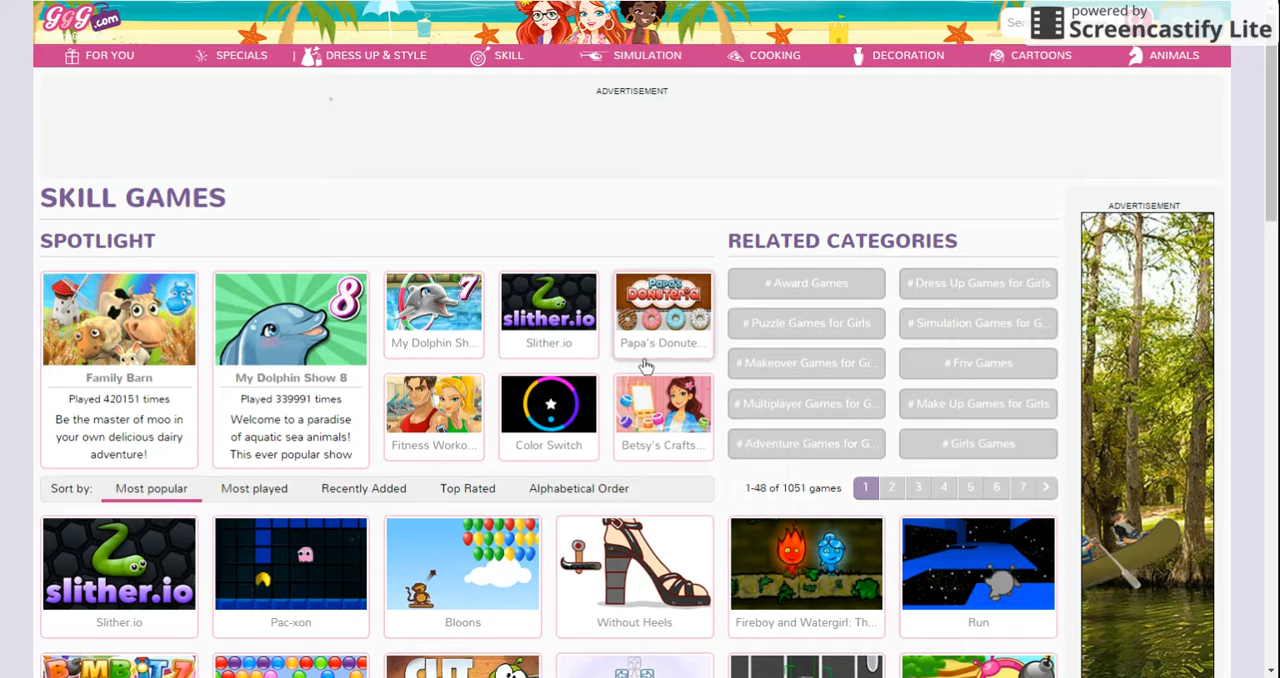 GGG.com
Sea
powered by
Screencastify Lite
FOR YOU
SPECIALS
DRESS UP & STYLE
SKILL
SIMULATION
COOKING
DECORATION
CARTOONS
ANIMALS
ADVERTISEMENT
SKILL GAMES
ADVERTISEMENT
SPOTLIGHT
RELATED CATEGORIES
Family Barn
Played 420151 times
Be the master of moo in
your own delicious dairy
adventure!
8
My Dolphin Show 8
Played 339991 times
Welcome to a paradise
of aquatic sea animals!
This ever popular show
7
My Dolphin Sh...
slither.io
Slither.io
Papa's
Donuteria
Papa's Donute...
Fitness Worko...
Color Switch
Betsy's Crafts...
# Award Games
# Dress Up Games for Girls
# Puzzle Games for Girls
# Simulation Games for G...
# Makeover Games for Gi...
# Friv Games
# Multiplayer Games for G...
# Make Up Games for Girls
# Adventure Games for G...
# Girls Games
Sort by:
Most popular
Most played
Recently Added
Top Rated
Alphabetical Order
1-48 of 1051 games
1 2 3 4 5 6 7 >
slither.io
Slither.io
Pac-xon
Bloons
Without Heels
Fireboy and Watergirl: Th...
Run
BOMB IT 7
CUT